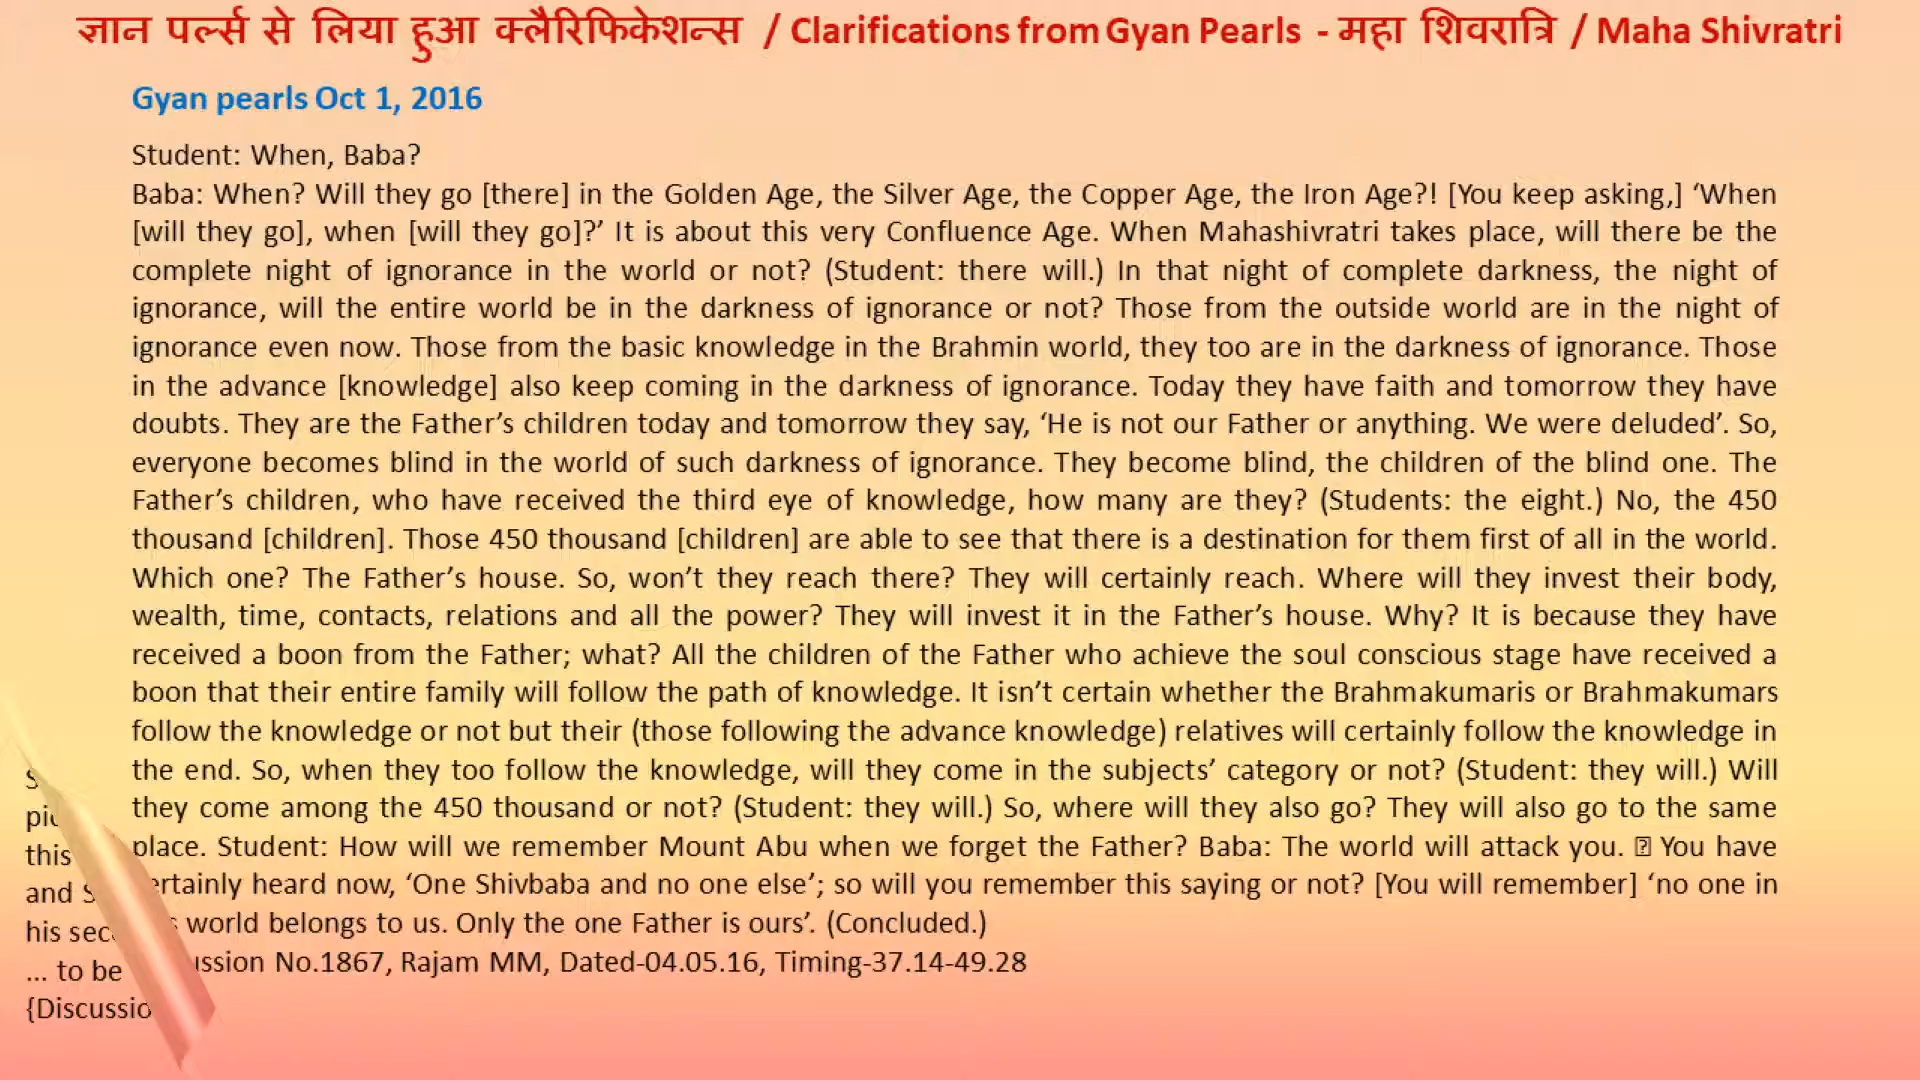 ज्ञान पर्ल्स से लिया हुआ क्लैरिफिकेशन्स / Clarifications from Gyan Pearls - महा शिवरात्रि / Maha Shivratri
Gyan pearls Oct 1, 2016
Student: When, Baba?
Baba: When? Will they go [there] in the Golden Age, the Silver Age, the Copper Age, the Iron Age?! [You keep asking,] ‘When
[will they go], when [will they go]?’ It is about this very Confluence Age. When Mahashivratri takes place, will there be the
complete night of ignorance in the world or not? (Student: there will.) In that night of complete darkness, the night of
ignorance, will the entire world be in the darkness of ignorance or not? Those from the outside world are in the night of
ignorance even now. Those from the basic knowledge in the Brahmin world, they too are in the darkness of ignorance. Those
in the advance [knowledge] also keep coming in the darkness of ignorance. Today they have faith and tomorrow they have
doubts. They are the Father’s children today and tomorrow they say, ‘He is not our Father or anything. We were deluded’. So,
everyone becomes blind in the world of such darkness of ignorance. They become blind, the children of the blind one. The
Father’s children, who have received the third eye of knowledge, how many are they? (Students: the eight.) No, the 450
thousand [children]. Those 450 thousand [children] are able to see that there is a destination for them first of all in the world.
Which one? The Father’s house. So, won’t they reach there? They will certainly reach. Where will they invest their body,
wealth, time, contacts, relations and all the power? They will invest it in the Father’s house. Why? It is because they have
received a boon from the Father; what? All the children of the Father who achieve the soul conscious stage have received a
boon that their entire family will follow the path of knowledge. It isn’t certain whether the Brahmakumaris or Brahmakumars
follow the knowledge or not but their (those following the advance knowledge) relatives will certainly follow the knowledge in
the end. So, when they too follow the knowledge, will they come in the subjects’ category or not? (Student: they will.) Will
they come among the 450 thousand or not? (Student: they will.) So, where will they also go? They will also go to the same
place. Student: How will we remember Mount Abu when we forget the Father? Baba: The world will attack you. You have
heard now, ‘One Shivbaba and no one else’; so will you remember this saying or not? [You will remember] ‘no one in
world belongs to us. Only the one Father is ours’. (Concluded.)
No.1867, Rajam MM, Dated-04.05.16, Timing-37.14-49.28
this
and
his
... to be